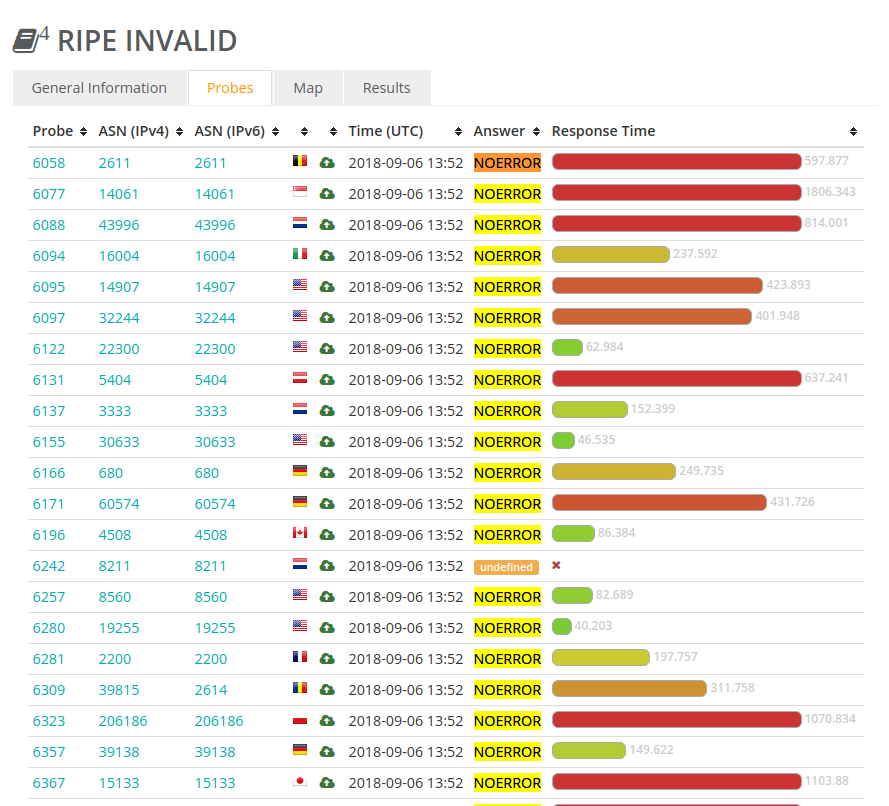 4 RIPE INVALID
General Information Probes Map Results
Probe ASN (IPv4) ASN (IPv6) Time (UTC) Answer Response Time
6058 2611 2611 2018-09-06 13:52 NOERROR 597.877
6077 14061 14061 2018-09-06 13:52 NOERROR 1806.343
6088 43996 43996 2018-09-06 13:52 NOERROR 814.001
6094 16004 16004 2018-09-06 13:52 NOERROR 237.592
6095 14907 14907 2018-09-06 13:52 NOERROR 423.893
6097 32244 32244 2018-09-06 13:52 NOERROR 401.948
6122 22300 22300 2018-09-06 13:52 NOERROR 62.984
6131 5404 5404 2018-09-06 13:52 NOERROR 637.241
6137 3333 3333 2018-09-06 13:52 NOERROR 152.399
6155 30633 30633 2018-09-06 13:52 NOERROR 46.535
6166 680 680 2018-09-06 13:52 NOERROR 249.735
6171 60574 60574 2018-09-06 13:52 NOERROR 431.726
6196 4508 4508 2018-09-06 13:52 NOERROR 86.384
6242 8211 8211 2018-09-06 13:52 undefined
6257 8560 8560 2018-09-06 13:52 NOERROR 82.689
6280 19255 19255 2018-09-06 13:52 NOERROR 40.203
6281 2200 2200 2018-09-06 13:52 NOERROR 197.757
6309 39815 2614 2018-09-06 13:52 NOERROR 311.758
6323 206186 206186 2018-09-06 13:52 NOERROR 1070.834
6357 39138 39138 2018-09-06 13:52 NOERROR 149.622
6367 15133 15133 2018-09-06 13:52 NOERROR 1103.88